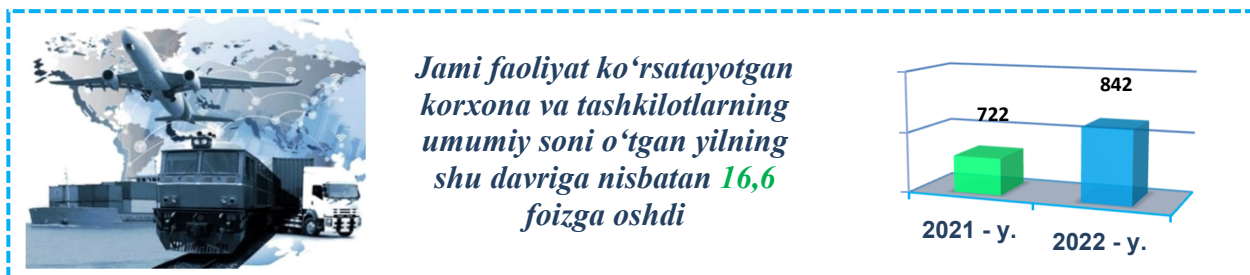 Jami faoliyat ko‘rsatayotgan
korxona va tashkilotlarning
umumiy soni o‘tgan yilning
shu davriga nisbatan 16,6
foizga oshdi
722
842
2021 - y.
2022 - y.